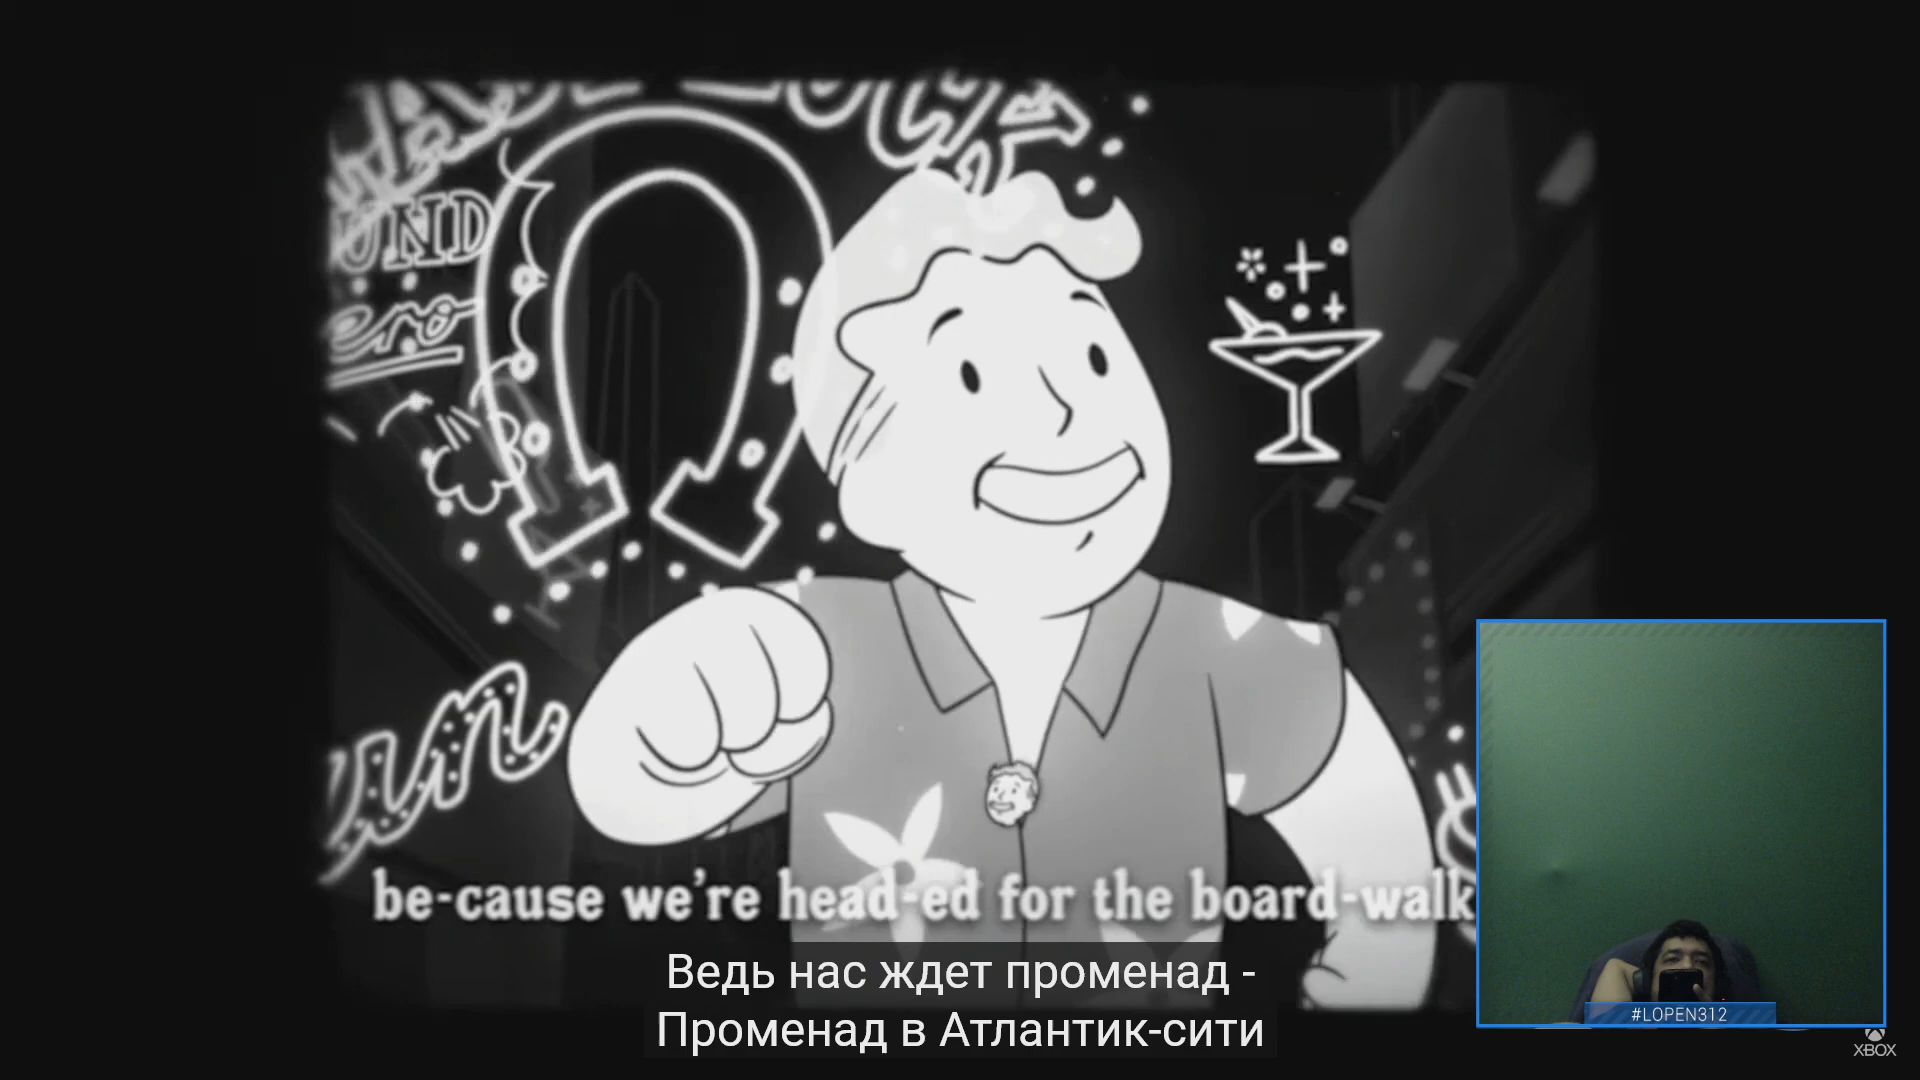 UND
be-cause we're head-ed for the board-walk
Ведь нас ждет променад -
Променад в Атлантик-сити
#LOPEN312
XBOX